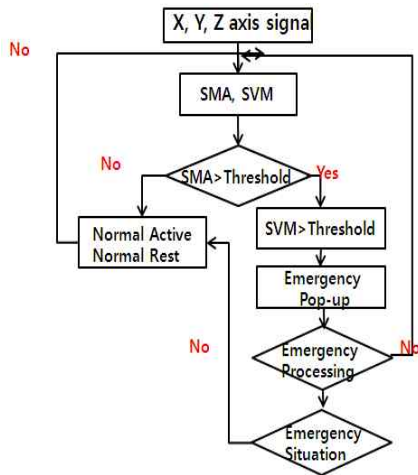 X, Y, Z axis signal
No
SMA, SVM
No
SMA>Threshold
Yes
SVM>Threshold
Normal Active
Normal Rest
Emergency
Pop-up
No
Emergency
Processing
No
Emergency
Situation